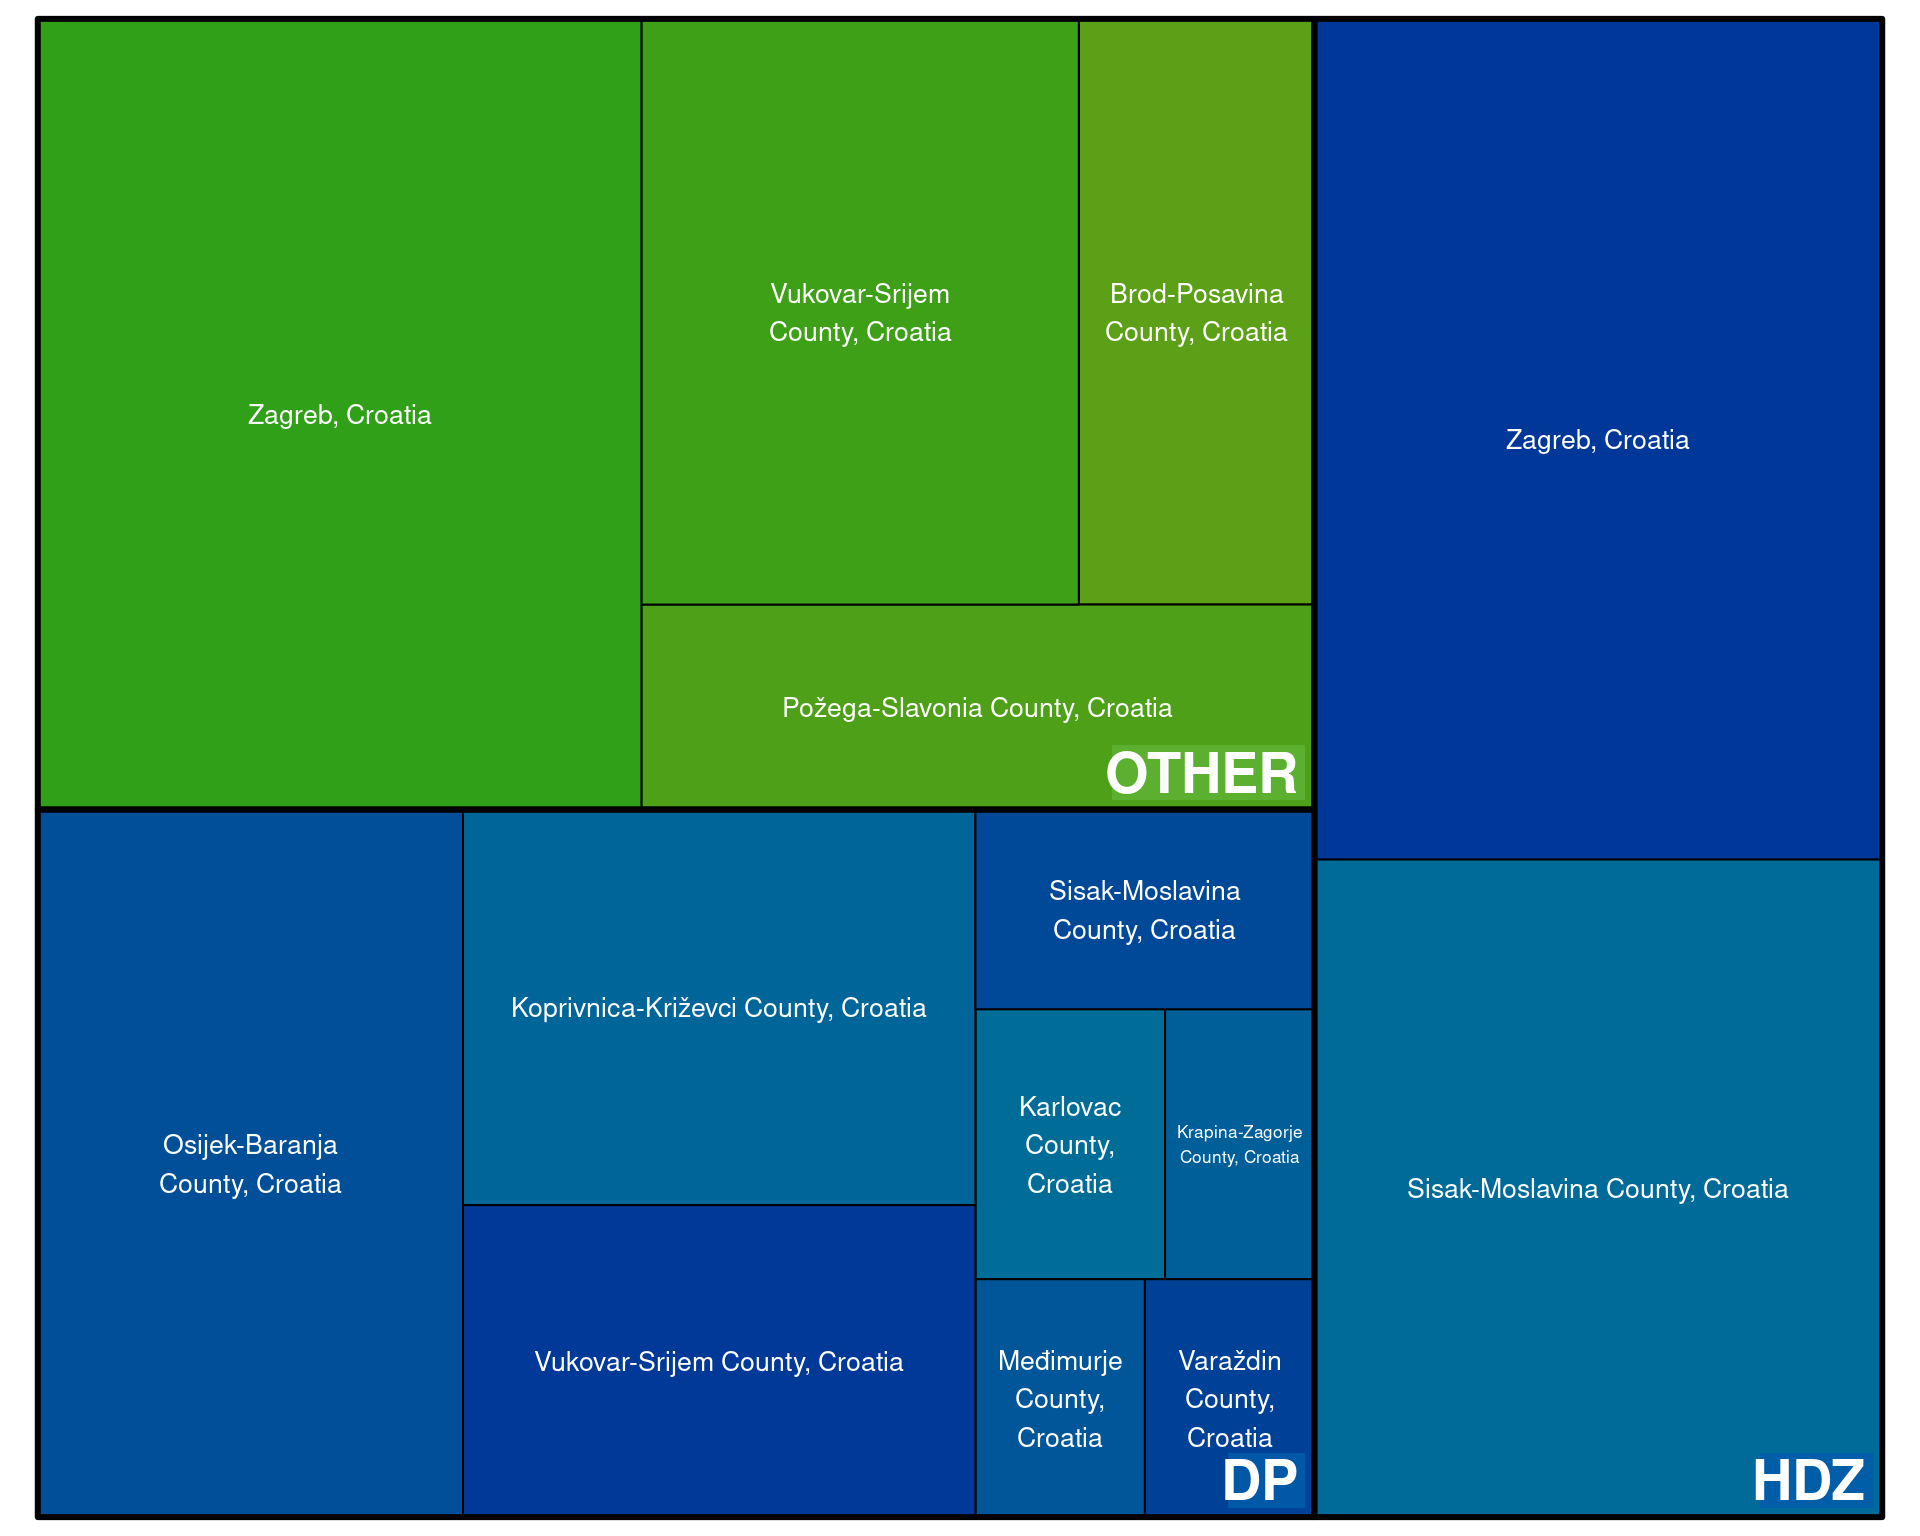 Zagreb, Croatia
Vukovar-Srijem
County, Croatia
Brod-Posavina
County, Croatia
Požega-Slavonia County, Croatia
OTHER
Zagreb, Croatia
Sisak-Moslavina County, Croatia
HDZ
Osijek-Baranja
County, Croatia
Koprivnica-Križevci County, Croatia
Vukovar-Srijem County, Croatia
Sisak-Moslavina
County, Croatia
Karlovac
County,
Croatia
Krapina-Zagorje
County, Croatia
Međimurje
County,
Croatia
Varaždin
County,
Croatia
DP